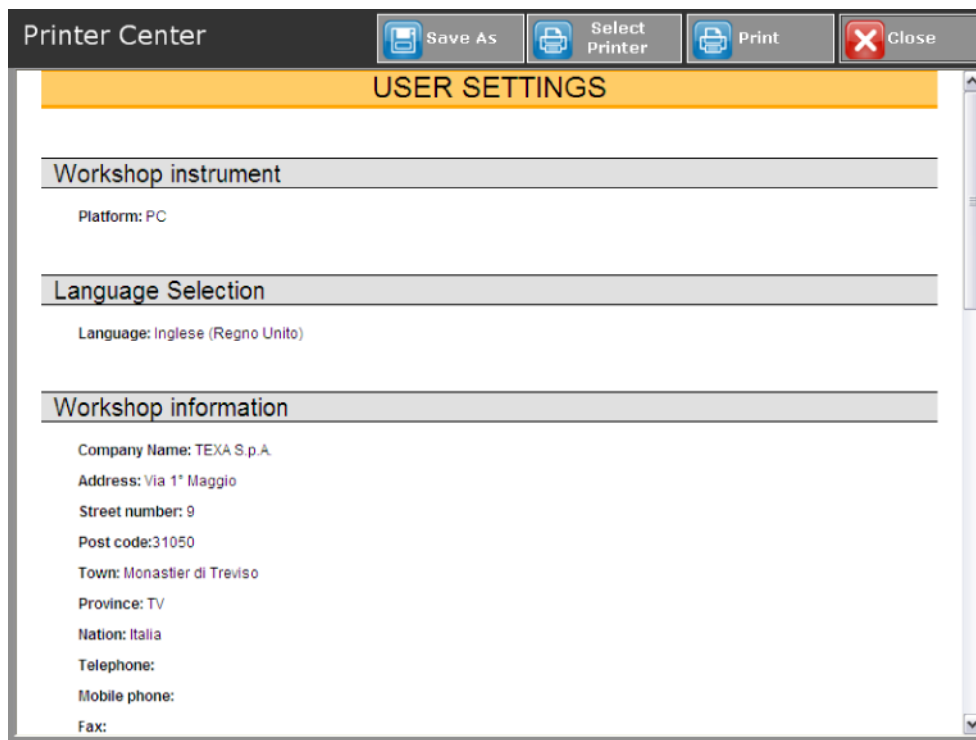 Printer Center
Save As
Select
Printer
Print
Close
USER SETTINGS
Workshop instrument
Platform: PC
Language Selection
Language: Inglese (Regno Unito)
Workshop information
Company Name: TEXA S.p.A.
Address: Via 1° Maggio
Street number: 9
Post code:31050
Town: Monastier di Treviso
Province: TV
Nation: Italia
Telephone:
Mobile phone:
Fax: